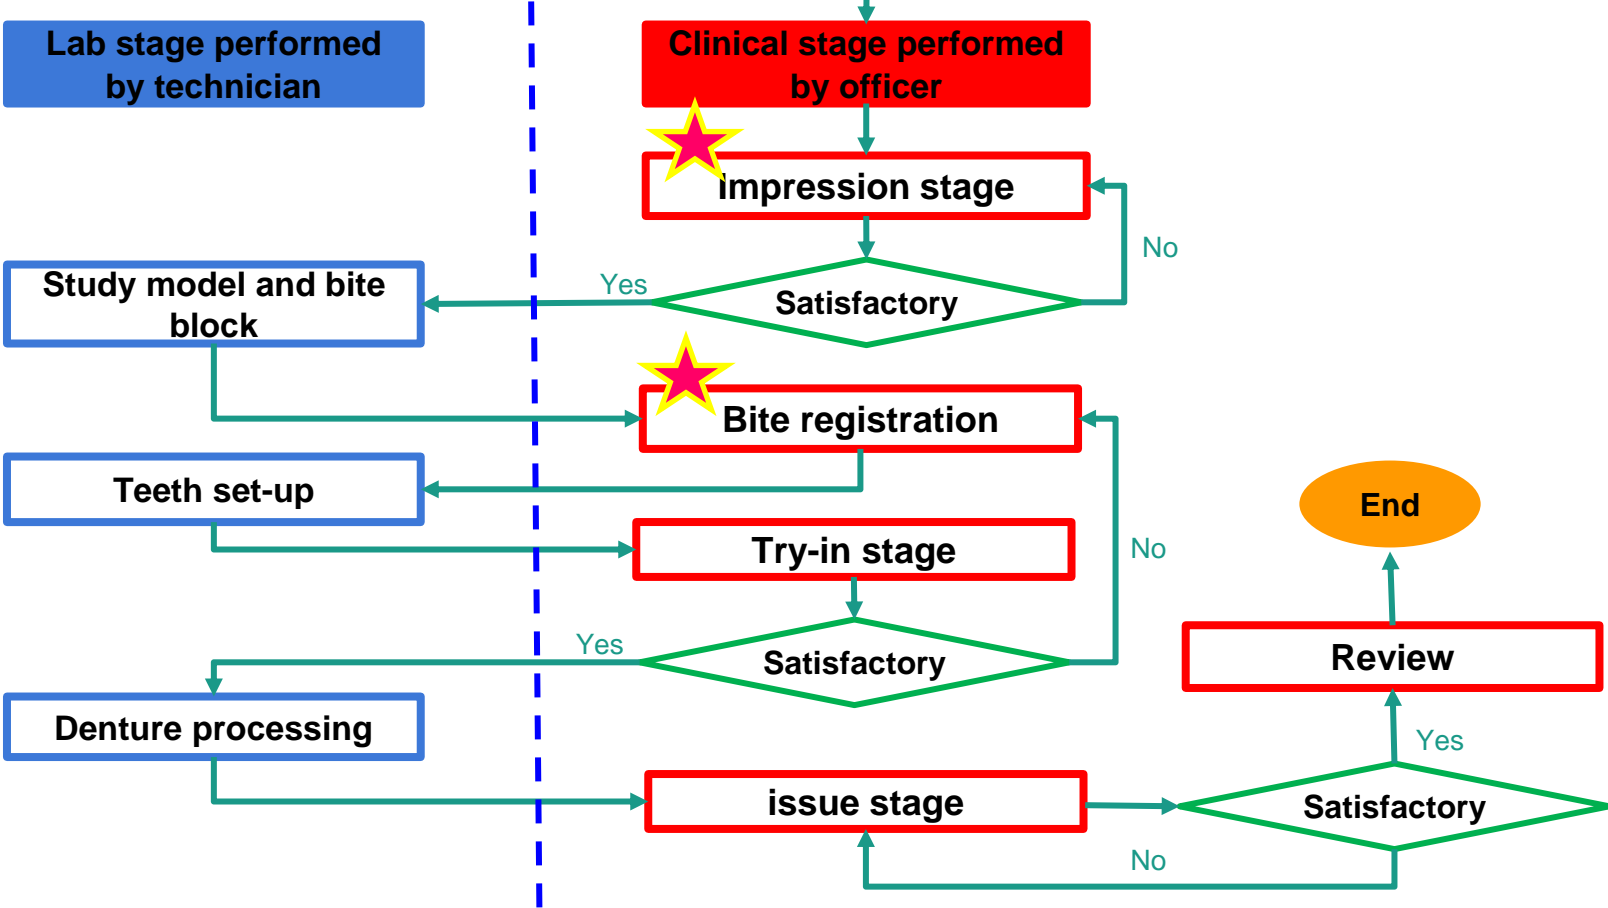 Lab stage performed
by technician
Clinical stage performed
by officer
Impression stage
No
Yes
Satisfactory
Study model and bite
block
Bite registration
Teeth set-up
End
Try-in stage
No
Yes
Satisfactory
Review
Denture processing
Yes
issue stage
Satisfactory
No